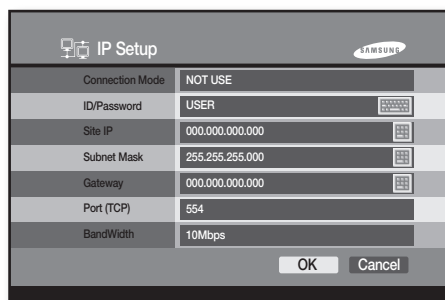 IP Setup
SAMSUNG
Connection Mode NOT USE
ID/Password USER
Site IP 000.000.000.000
Subnet Mask 255.255.255.000
Gateway 000.000.000.000
Port (TCP) 554
BandWidth 10Mbps
OK Cancel